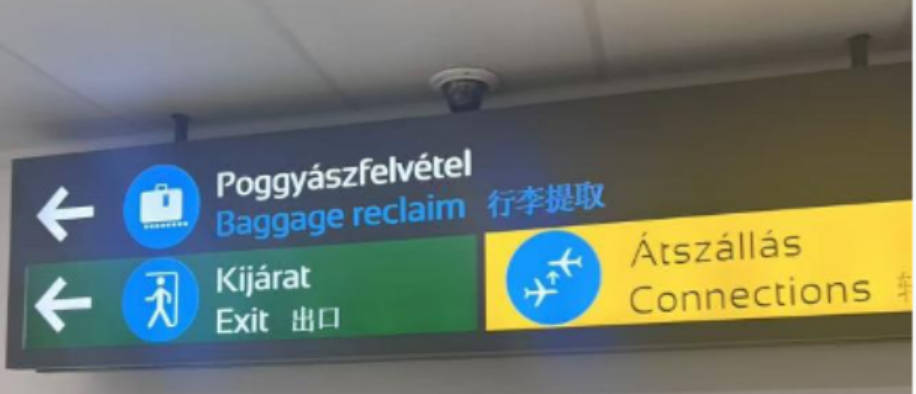 Poggyászfelvétel
Baggage reclaim 行李提取
Kijárat
Exit 出口
Átszállás
Connections